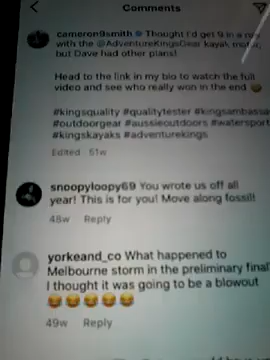 Comments
cameron9smith Thought I'd get 9 in a row
with the @AdventureKingsGear kayak motor,
but Dave had other plans!
Head to the link in my bio to watch the full
video and see who really won in the end 😂
#kingsquality #qualitytester #kingsambassa
#outdoorgear #aussieoutdoors #watersport
#kingskayaks #adventurekings
Edited 51w
snoopyloopy69 You wrote us off all
year! This is for you! Move along fossil!
48w Reply
yorkeand_co What happened to
Melbourne storm in the preliminary final
I thought it was going to be a blowout
😂😂😂😂😂
49w Reply